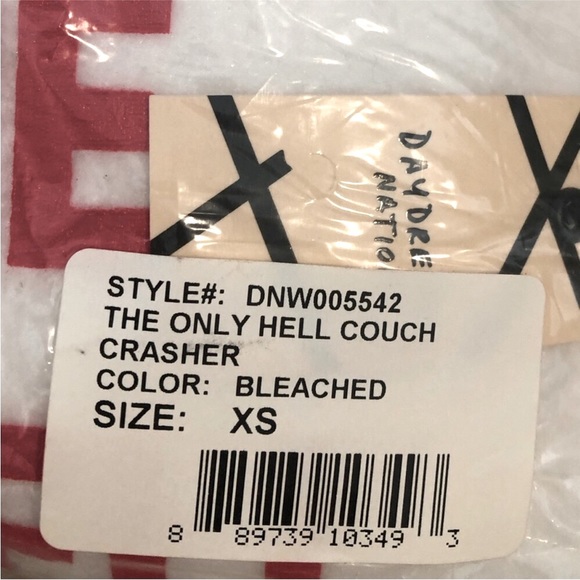 DAYDRE
NATIO
STYLE#: DNW005542
THE ONLY HELL COUCH
CRASHER
COLOR: BLEACHED
SIZE: XS
8 89739 10349 3